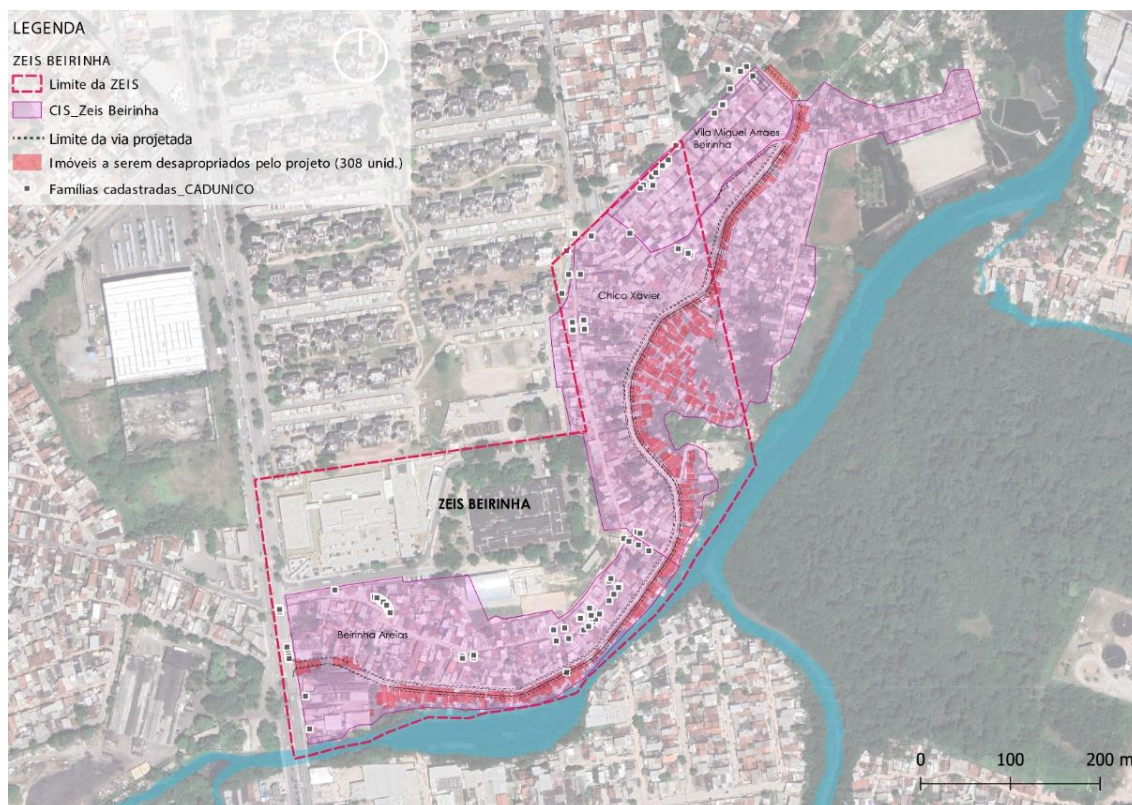 LEGENDA
ZEIS BEIRINHA
Limite da ZEIS
CIS_Zeis Beirinha
Limite da via projetada
Imóveis a serem desapropriados pelo projeto (308 unid.)
Famílias cadastradas_CADUNICO
Vila Miguel Arraes
Beirinha
Chico Xavier
ZEIS BEIRINHA
Beirinha Areias
0 100 200 m